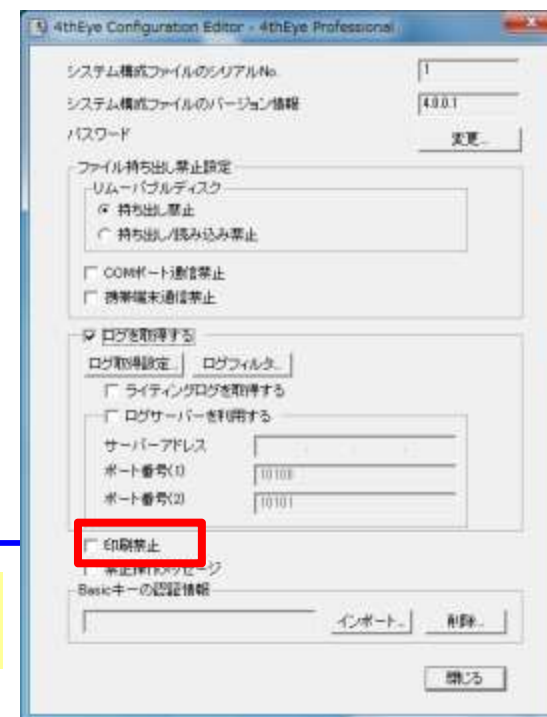 4thEye Configuration Editor - 4thEye Professional
システム構成ファイルのシリアルNo. 1
システム構成ファイルのバージョン情報 4.0.0.1
パスワード 変更...
ファイル持ち出し禁止設定
リムーバブルディスク
持ち出し禁止
持ち出し/読み込み禁止
COMポート通信禁止
携帯端末通信禁止
ログを取得する
ログ取得設定... ログフィルタ...
ライティングログを取得する
ログサーバーを利用する
サーバーアドレス
ポート番号(1) 10100
ポート番号(2) 10101
印刷禁止
禁止操作メッセージ
Basicキーの認証情報
インポート... 削除...
閉じる